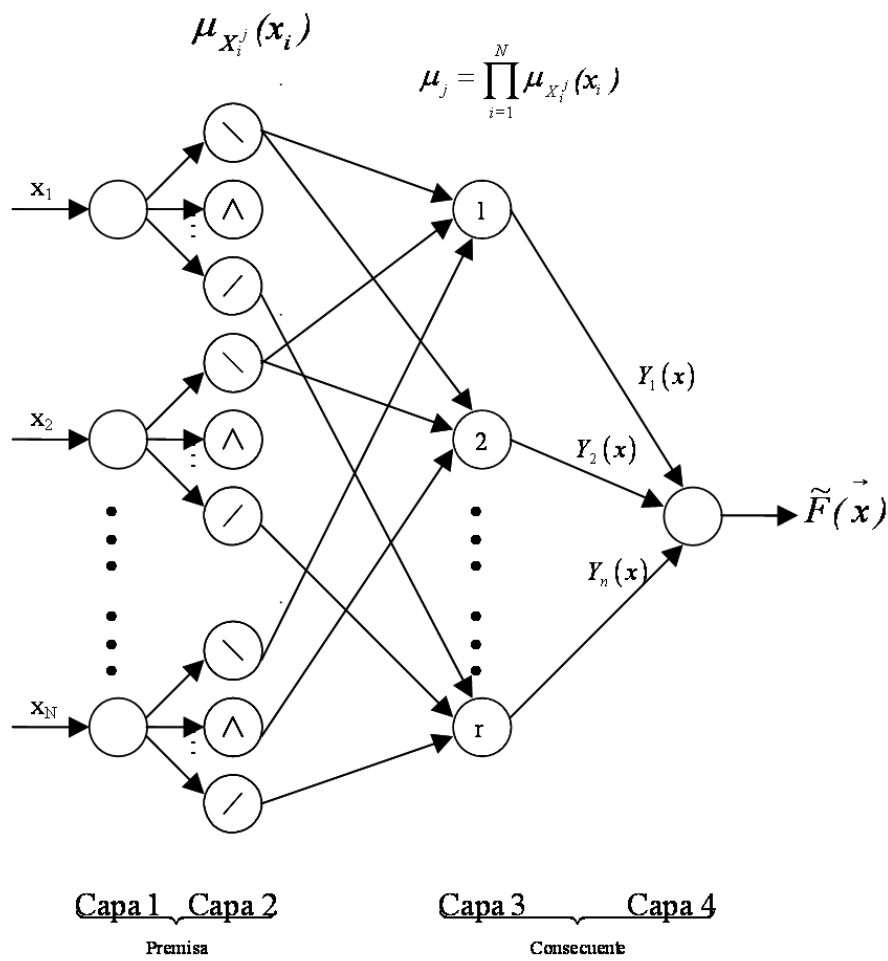 μ_{X_i^j}(x_i)
μ_j = ∏_{i=1}^{N} μ_{X_i^j}(x_i)
x₁
1
Y₁(x)
x₂
2
Y₂(x)
F̃(x⃗)
Yₙ(x)
x_N
r
Capa 1 Capa 2 Capa 3 Capa 4
Premisa Consecuente